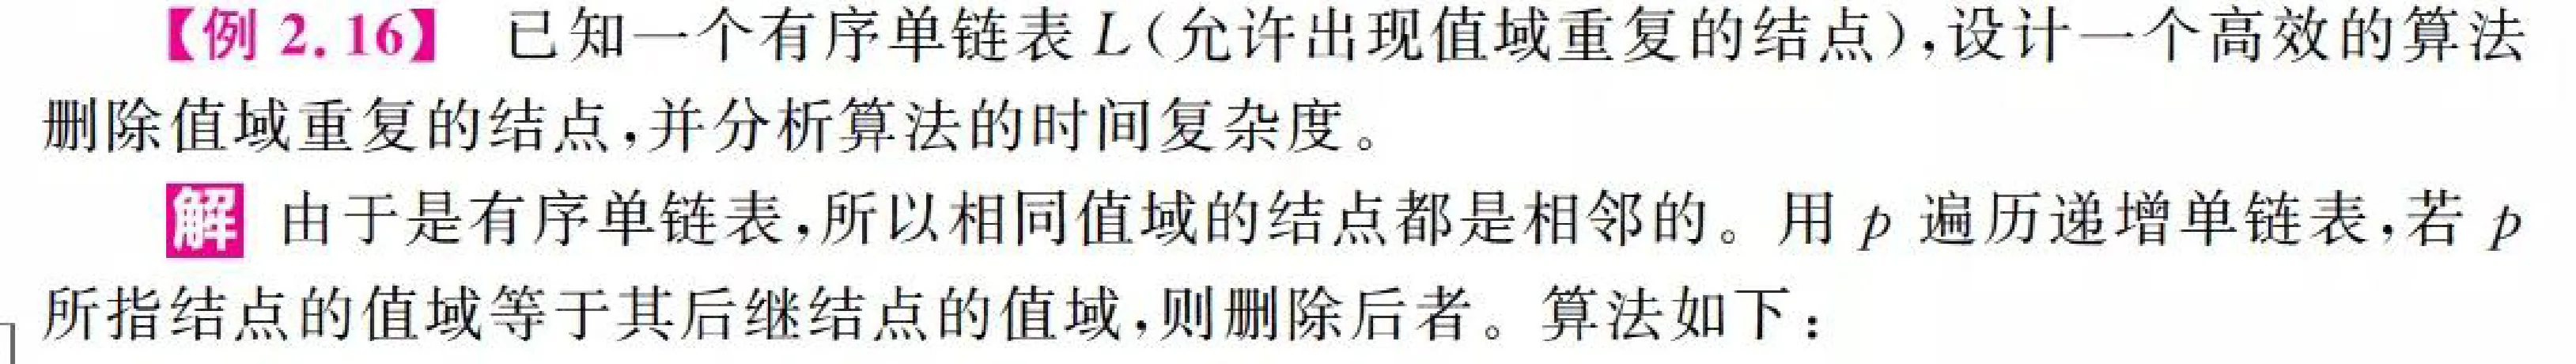 【例 2.16】 已知一个有序单链表 L(允许出现值域重复的结点),设计一个高效的算法
删除值域重复的结点,并分析算法的时间复杂度。
解 由于是有序单链表,所以相同值域的结点都是相邻的。用 p 遍历递增单链表,若 p
所指结点的值域等于其后继结点的值域,则删除后者。算法如下: